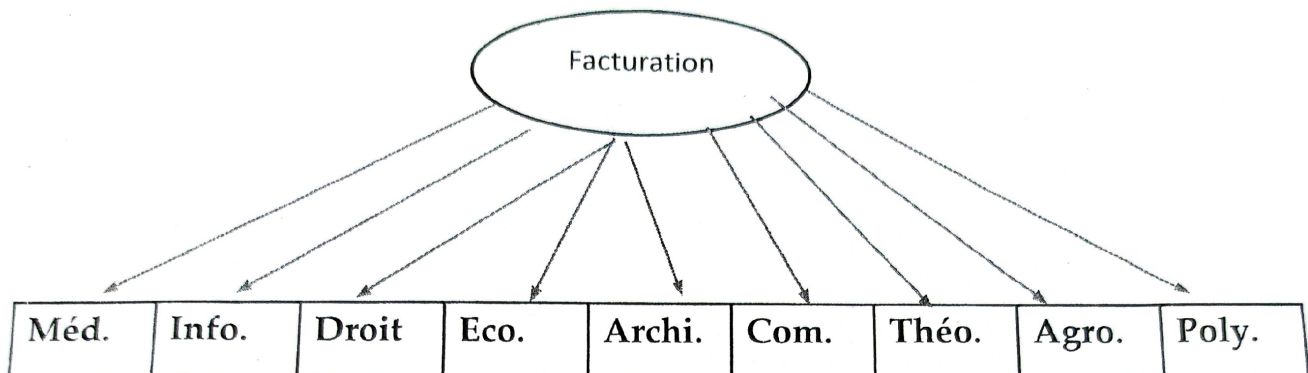 Facturation
Méd. Info. Droit Eco. Archi. Com. Théo. Agro. Poly.